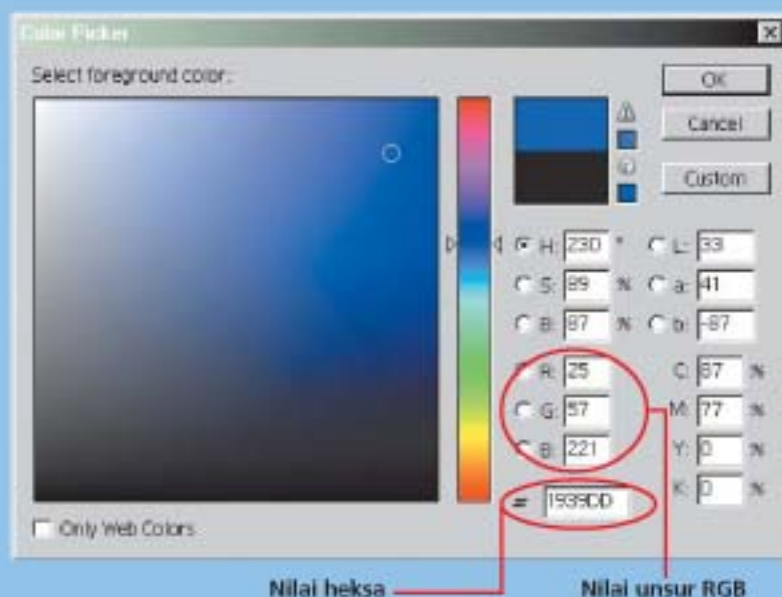 Color Picker
Select foreground color:
OK
Cancel
Custom
H: 230 °
S: 89 %
B: 87 %
R: 25
G: 57
B: 221
# 1939DD
L: 33
a: 41
b: -87
C: 87 %
M: 77 %
Y: 0 %
K: 0 %
Only Web Colors
Nilai heksa
Nilai unsur RGB